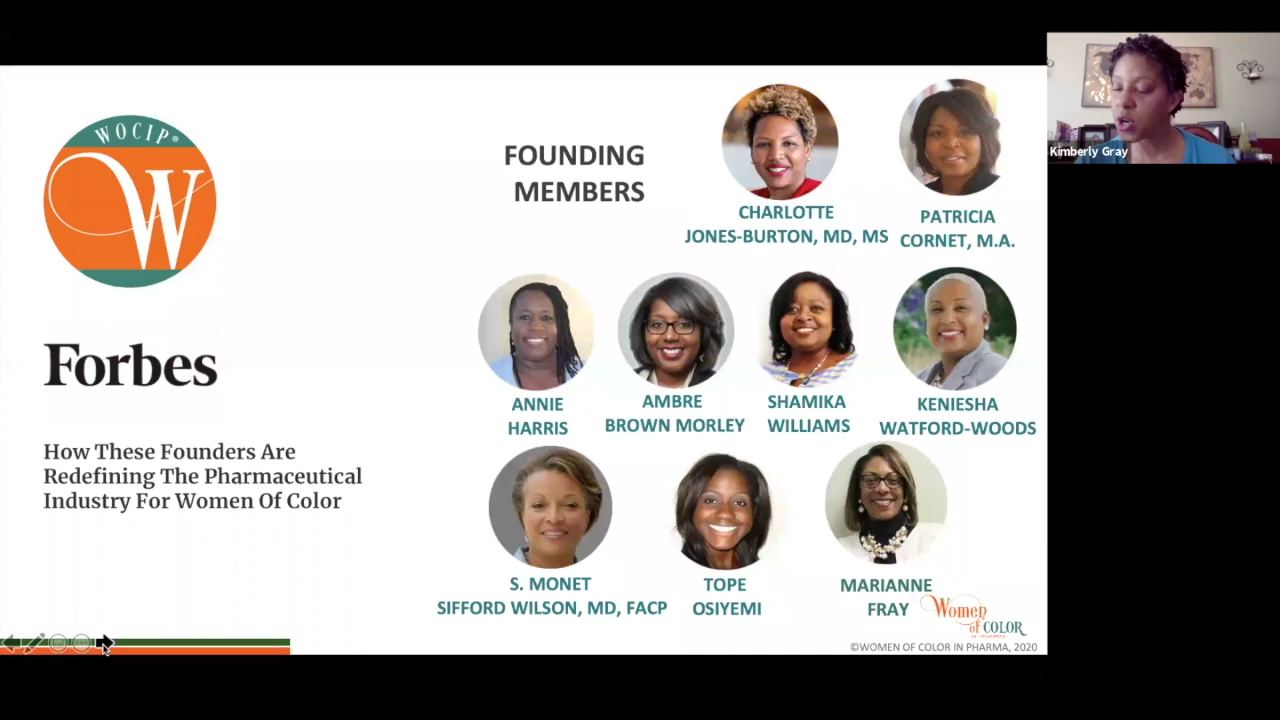 WOCIP®
W
Forbes
How These Founders Are
Redefining The Pharmaceutical
Industry For Women Of Color
FOUNDING
MEMBERS
CHARLOTTE
JONES-BURTON, MD, MS
PATRICIA
CORNET, M.A.
ANNIE
HARRIS
AMBRE
BROWN MORLEY
SHAMIKA
WILLIAMS
KENIESHA
WATFORD-WOODS
S. MONET
SIFFORD WILSON, MD, FACP
TOPE
OSIYEMI
MARIANNE
FRAY
Women
of COLOR
IN PHARMA
©WOMEN OF COLOR IN PHARMA, 2020
Kimberly Gray